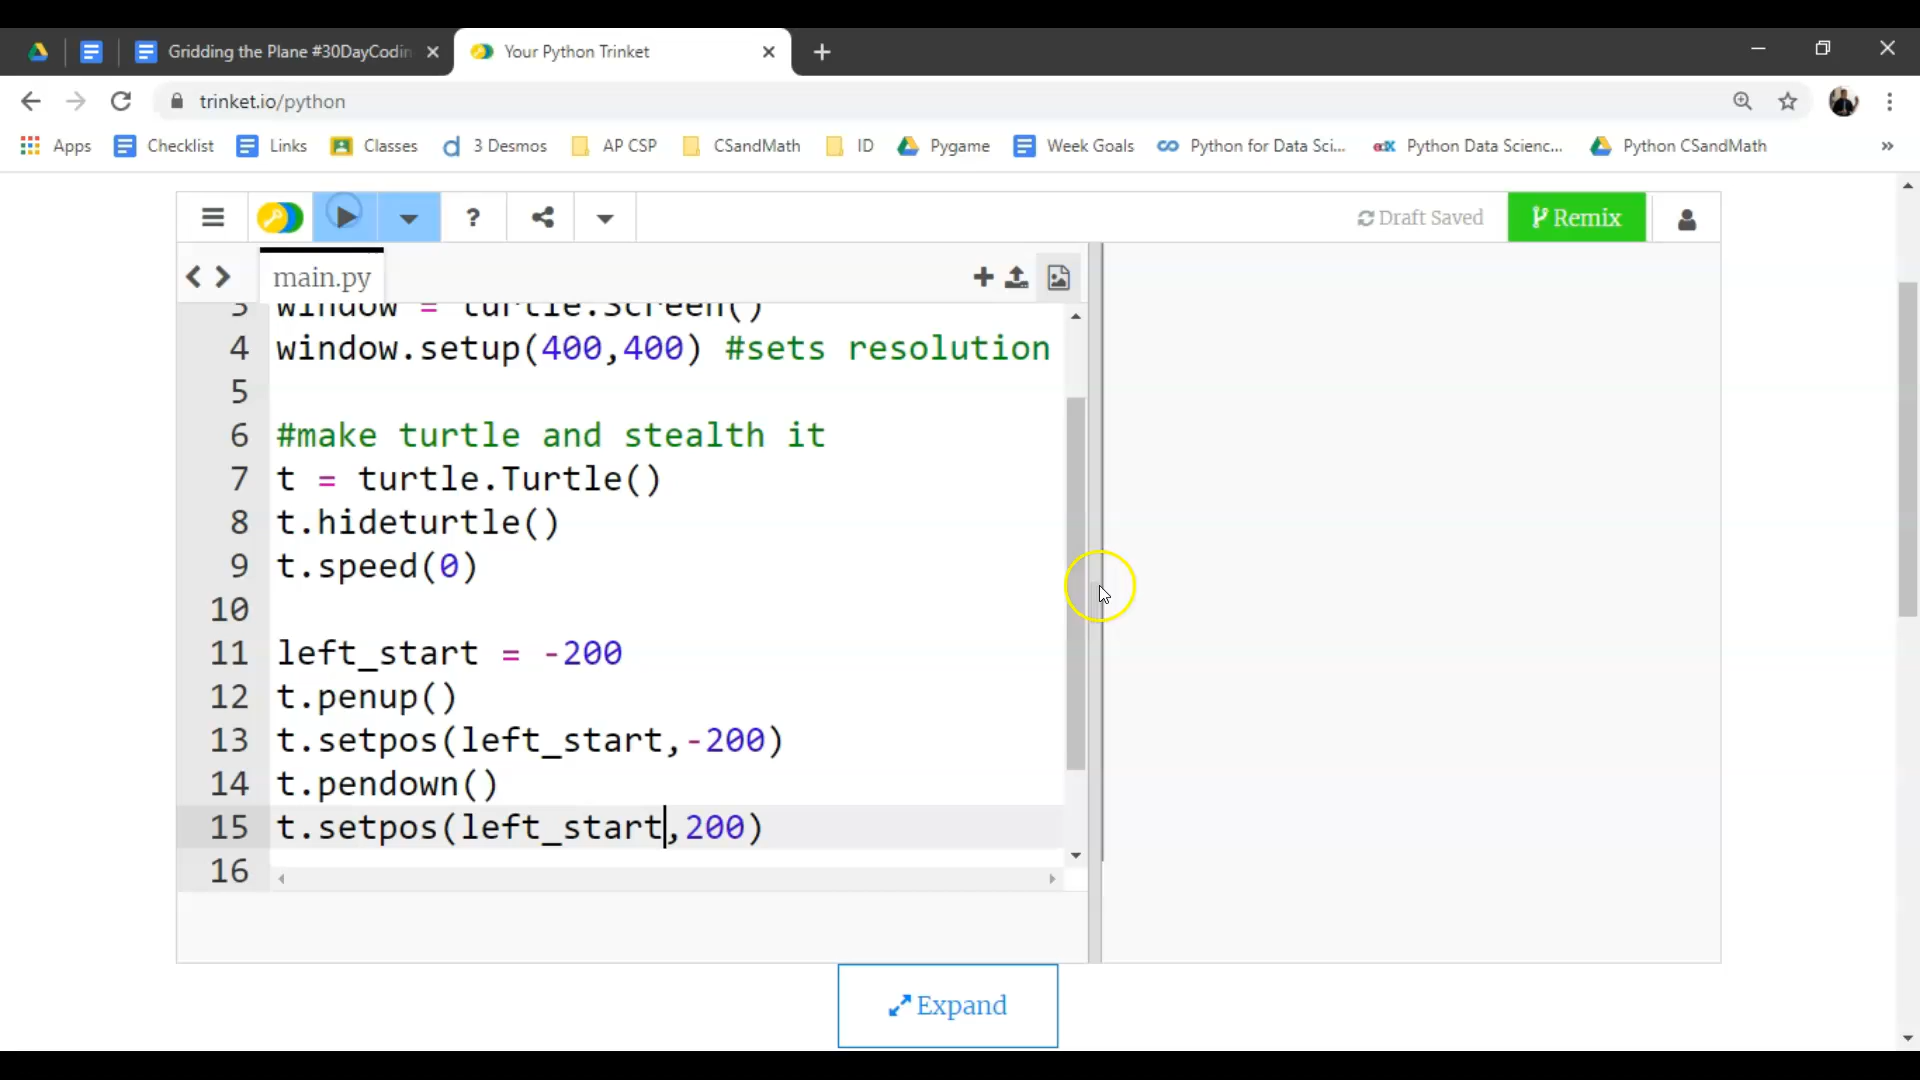 Gridding the Plane #30DayCodin
Your Python Trinket
trinket.io/python
Apps Checklist Links Classes 3 Desmos AP CSP CSandMath ID Pygame Week Goals Python for Data Sci... Python Data Scienc... Python CSandMath »
? Draft Saved Remix
main.py
3 window = turtle.Screen()
4 window.setup(400,400) #sets resolution
5
6 #make turtle and stealth it
7 t = turtle.Turtle()
8 t.hideturtle()
9 t.speed(0)
10
11 left_start = -200
12 t.penup()
13 t.setpos(left_start,-200)
14 t.pendown()
15 t.setpos(left_start,200)
16
Expand